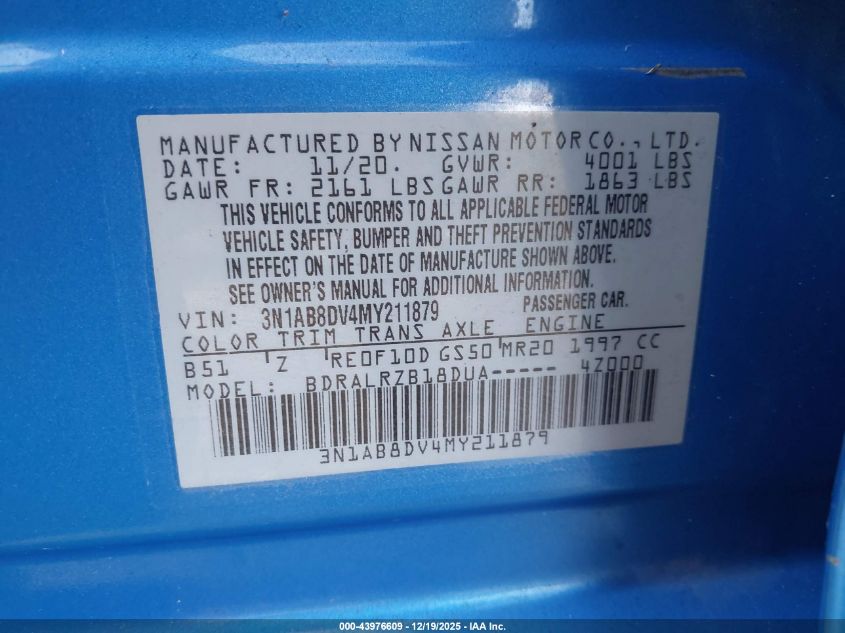 MANUFACTURED BY NISSAN MOTOR CO., LTD.
DATE: 11/20. GVWR: 4001 LBS
GAWR FR: 2161 LBS GAWR RR: 1863 LBS
THIS VEHICLE CONFORMS TO ALL APPLICABLE FEDERAL MOTOR
VEHICLE SAFETY, BUMPER AND THEFT PREVENTION STANDARDS
IN EFFECT ON THE DATE OF MANUFACTURE SHOWN ABOVE.
SEE OWNER'S MANUAL FOR ADDITIONAL INFORMATION.
VIN: 3N1AB8DV4MY211879 PASSENGER CAR.
COLOR TRIM TRANS AXLE ENGINE
B51 Z RE0F10D GS50 MR20 1997 CC
MODEL: BDRALRZB18DUA----- 4Z000
3N1AB8DV4MY211879
000-43976609 - 12/19/2025 - IAA Inc.